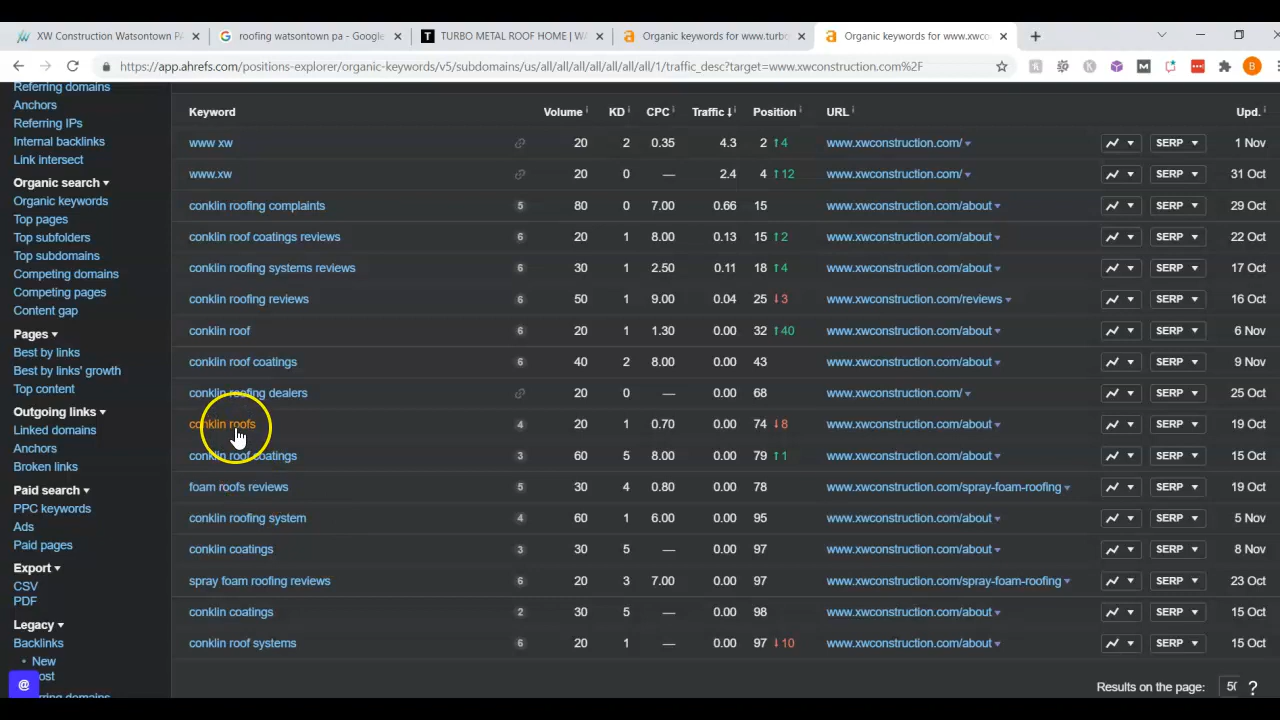 XW Construction Watsontown PA
roofing watsontown pa - Google
TURBO METAL ROOF HOME | WA
Organic keywords for www.turbo
Organic keywords for www.xwco
https://app.ahrefs.com/positions-explorer/organic-keywords/v5/subdomains/us/all/all/all/all/all/all/all/1/traffic_desc?target=www.xwconstruction.com%2F
B
Referring domains
Anchors
Referring IPs
Internal backlinks
Link intersect
Organic search
Organic keywords
Top pages
Top subfolders
Top subdomains
Competing domains
Competing pages
Content gap
Pages
Best by links
Best by links' growth
Top content
Outgoing links
Linked domains
Anchors
Broken links
Paid search
PPC keywords
Ads
Paid pages
Export
CSV
PDF
Legacy
Backlinks
New
ost
rring domains
@
Keyword Volume KD CPC Traffic Position URL Upd.
www xw 20 2 0.35 4.3 2 ↑4 www.xwconstruction.com/ SERP 1 Nov
www.xw 20 0 — 2.4 4 ↑12 www.xwconstruction.com/ SERP 31 Oct
conklin roofing complaints 5 80 0 7.00 0.66 15 www.xwconstruction.com/about SERP 29 Oct
conklin roof coatings reviews 6 20 1 8.00 0.13 15 ↑2 www.xwconstruction.com/about SERP 22 Oct
conklin roofing systems reviews 6 30 1 2.50 0.11 18 ↑4 www.xwconstruction.com/about SERP 17 Oct
conklin roofing reviews 6 50 1 9.00 0.04 25 ↓3 www.xwconstruction.com/reviews SERP 16 Oct
conklin roof 6 20 1 1.30 0.00 32 ↑40 www.xwconstruction.com/about SERP 6 Nov
conklin roof coatings 6 40 2 8.00 0.00 43 www.xwconstruction.com/about SERP 9 Nov
conklin roofing dealers 20 0 — 0.00 68 www.xwconstruction.com/ SERP 25 Oct
conklin roofs 4 20 1 0.70 0.00 74 ↓8 www.xwconstruction.com/about SERP 19 Oct
conklin roof coatings 3 60 5 8.00 0.00 79 ↑1 www.xwconstruction.com/about SERP 15 Oct
foam roofs reviews 5 30 4 0.80 0.00 78 www.xwconstruction.com/spray-foam-roofing SERP 19 Oct
conklin roofing system 4 60 1 6.00 0.00 95 www.xwconstruction.com/about SERP 5 Nov
conklin coatings 3 30 5 — 0.00 97 www.xwconstruction.com/about SERP 8 Nov
spray foam roofing reviews 6 20 3 7.00 0.00 97 www.xwconstruction.com/spray-foam-roofing SERP 23 Oct
conklin coatings 2 30 5 — 0.00 98 www.xwconstruction.com/about SERP 15 Oct
conklin roof systems 6 20 1 0.00 97 ↓10 www.xwconstruction.com/about SERP 15 Oct
Results on the page: 50 ?